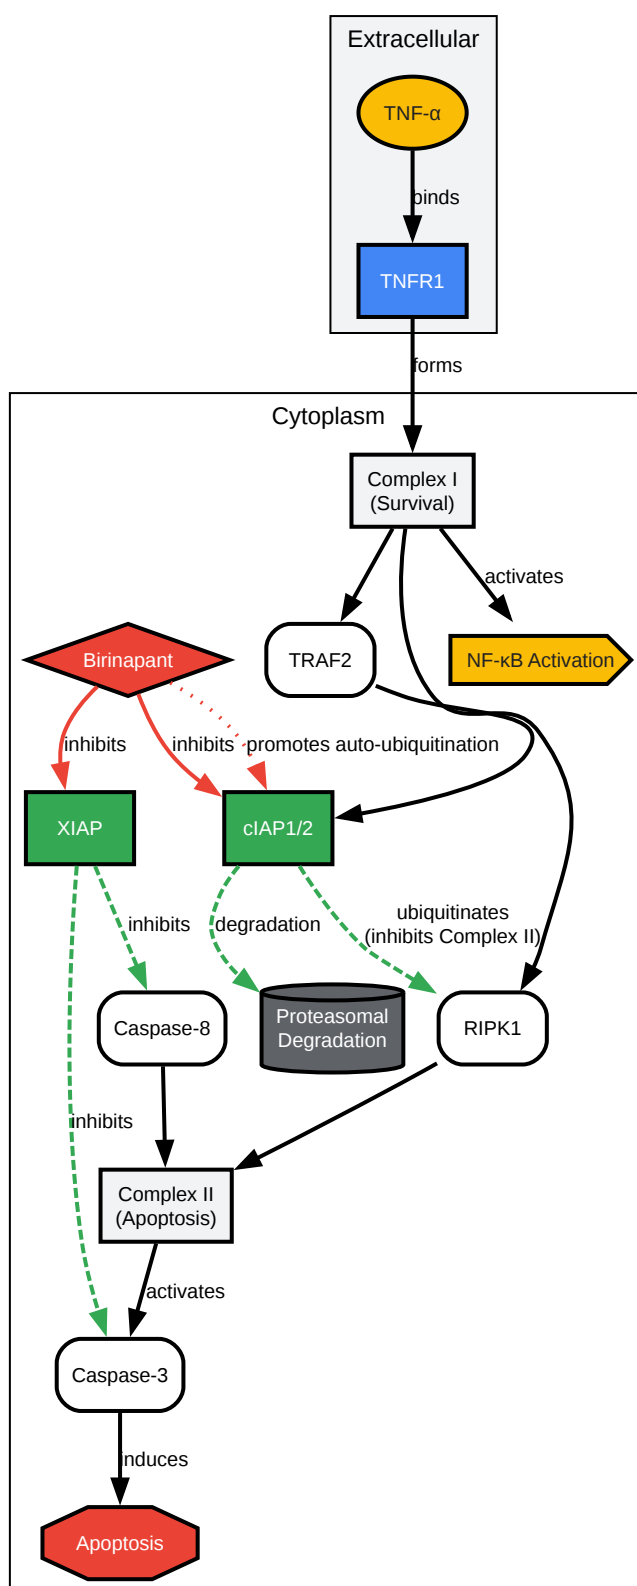 Extracellular
TNF-α
binds
TNFR1
forms
Cytoplasm
Complex I
(Survival)
activates
Birinapant
TRAF2
NF-κB Activation
inhibits
inhibits
promotes auto-ubiquitination
XIAP
cIAP1/2
inhibits
degradation
ubiquitinates
(inhibits Complex II)
Caspase-8
Proteasomal
Degradation
RIPK1
inhibits
Complex II
(Apoptosis)
activates
Caspase-3
induces
Apoptosis